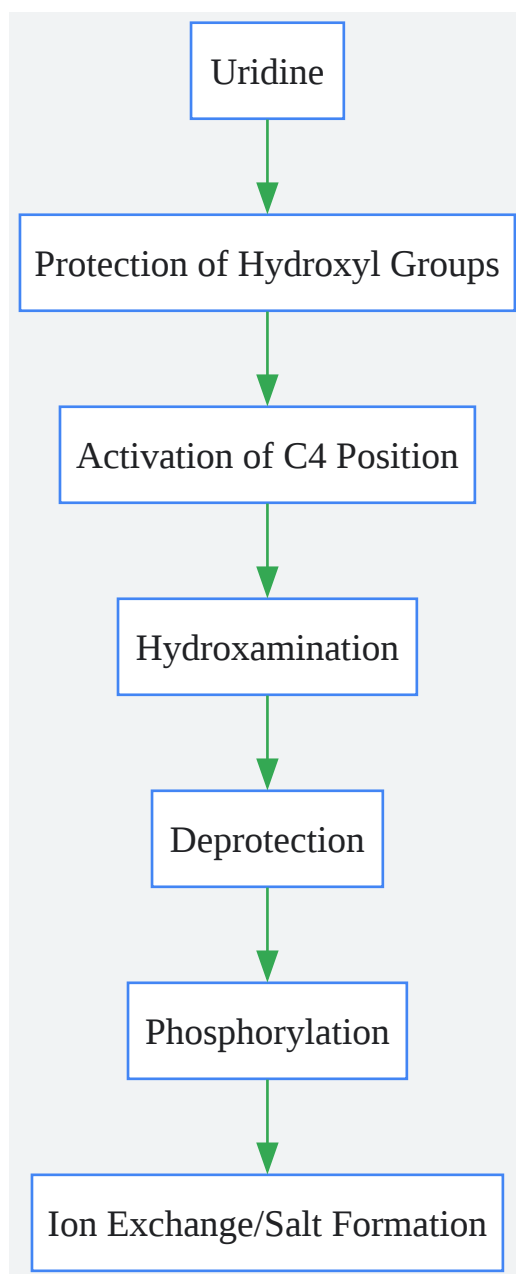 Uridine
Protection of Hydroxyl Groups
Activation of C4 Position
Hydroxamination
Deprotection
Phosphorylation
Ion Exchange/Salt Formation